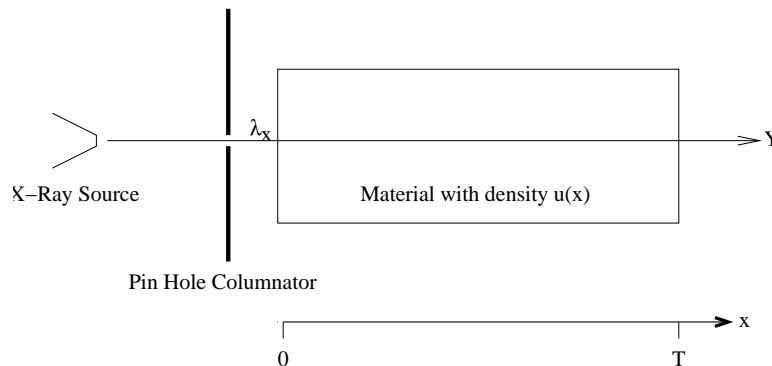 λx
Y
X–Ray Source
Material with density u(x)
Pin Hole Columnator
x
0
T